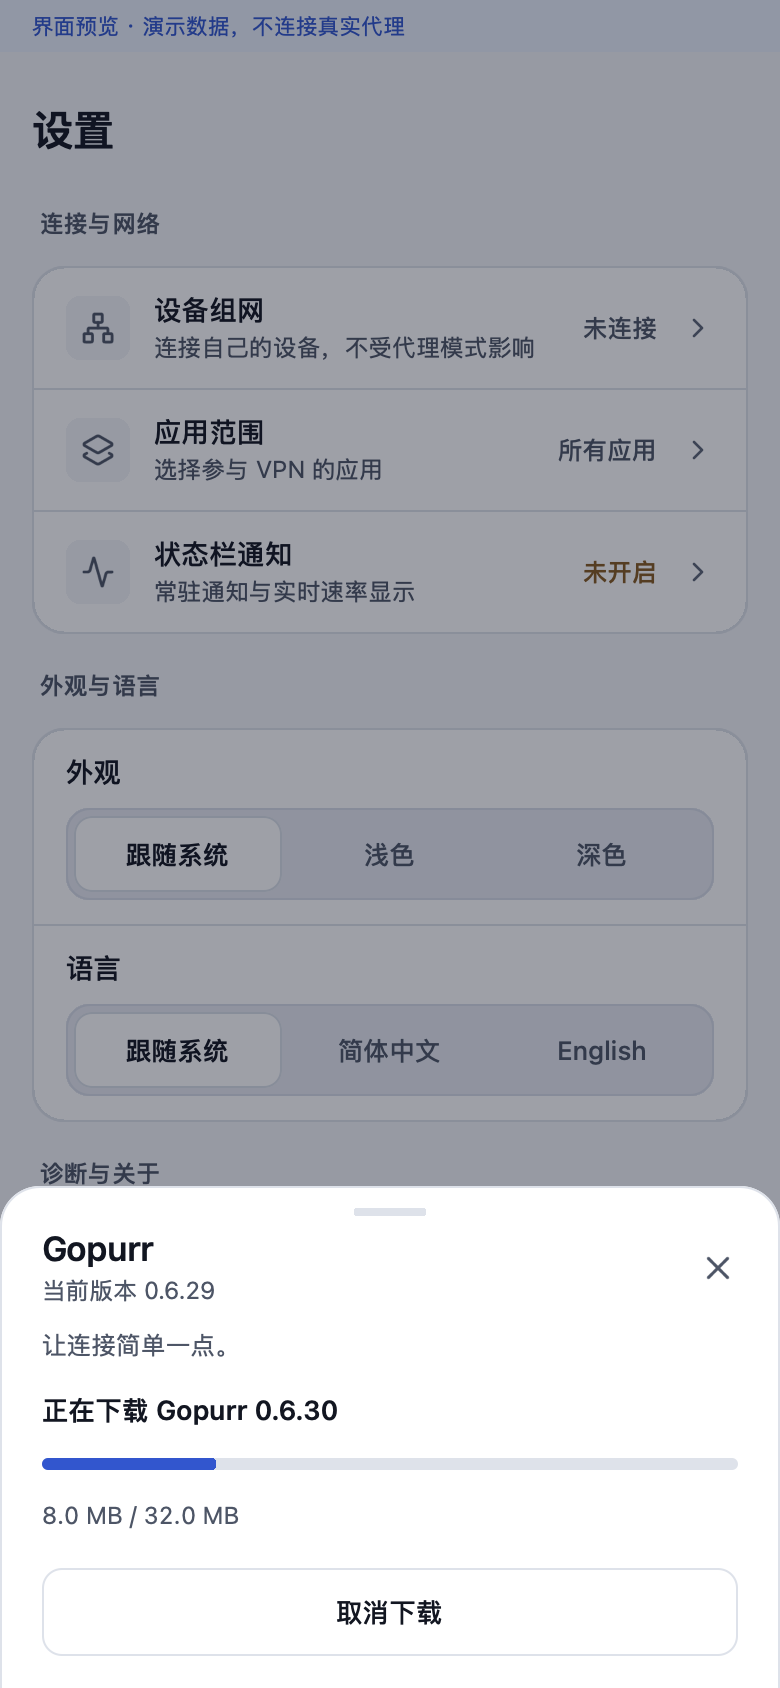 界面预览 · 演示数据，不连接真实代理
设置
连接与网络
设备组网
连接自己的设备，不受代理模式影响
未连接
应用范围
选择参与 VPN 的应用
所有应用
状态栏通知
常驻通知与实时速率显示
未开启
外观与语言
外观
跟随系统
浅色
深色
语言
跟随系统
简体中文
English
诊断与关于
Gopurr
当前版本 0.6.29
让连接简单一点。
正在下载 Gopurr 0.6.30
8.0 MB / 32.0 MB
取消下载